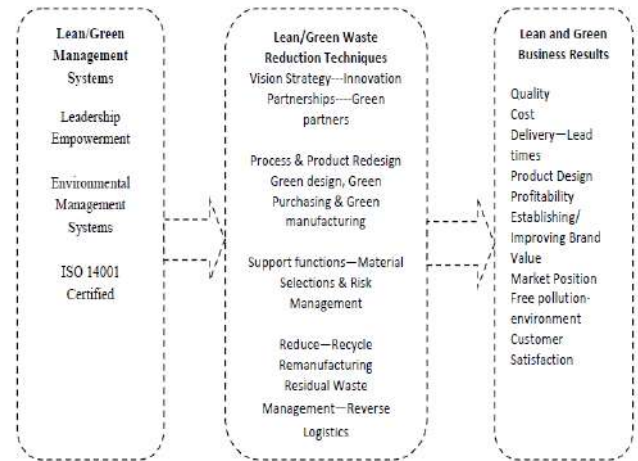 Lean/Green
Management
Systems
Leadership
Empowerment
Environmental
Management
Systems
ISO 14001
Certified
Lean/Green Waste
Reduction Techniques
Vision Strategy---Innovation
Partnerships----Green
partners
Process & Product Redesign
Green design, Green
Purchasing & Green
manufacturing
Support functions—Material
Selections & Risk
Management
Reduce—Recycle
Remanufacturing
Residual Waste
Management—Reverse
Logistics
Lean and Green
Business Results
Quality
Cost
Delivery—Lead
times
Product Design
Profitability
Establishing/
Improving Brand
Value
Market Position
Free pollution-
environment
Customer
Satisfaction